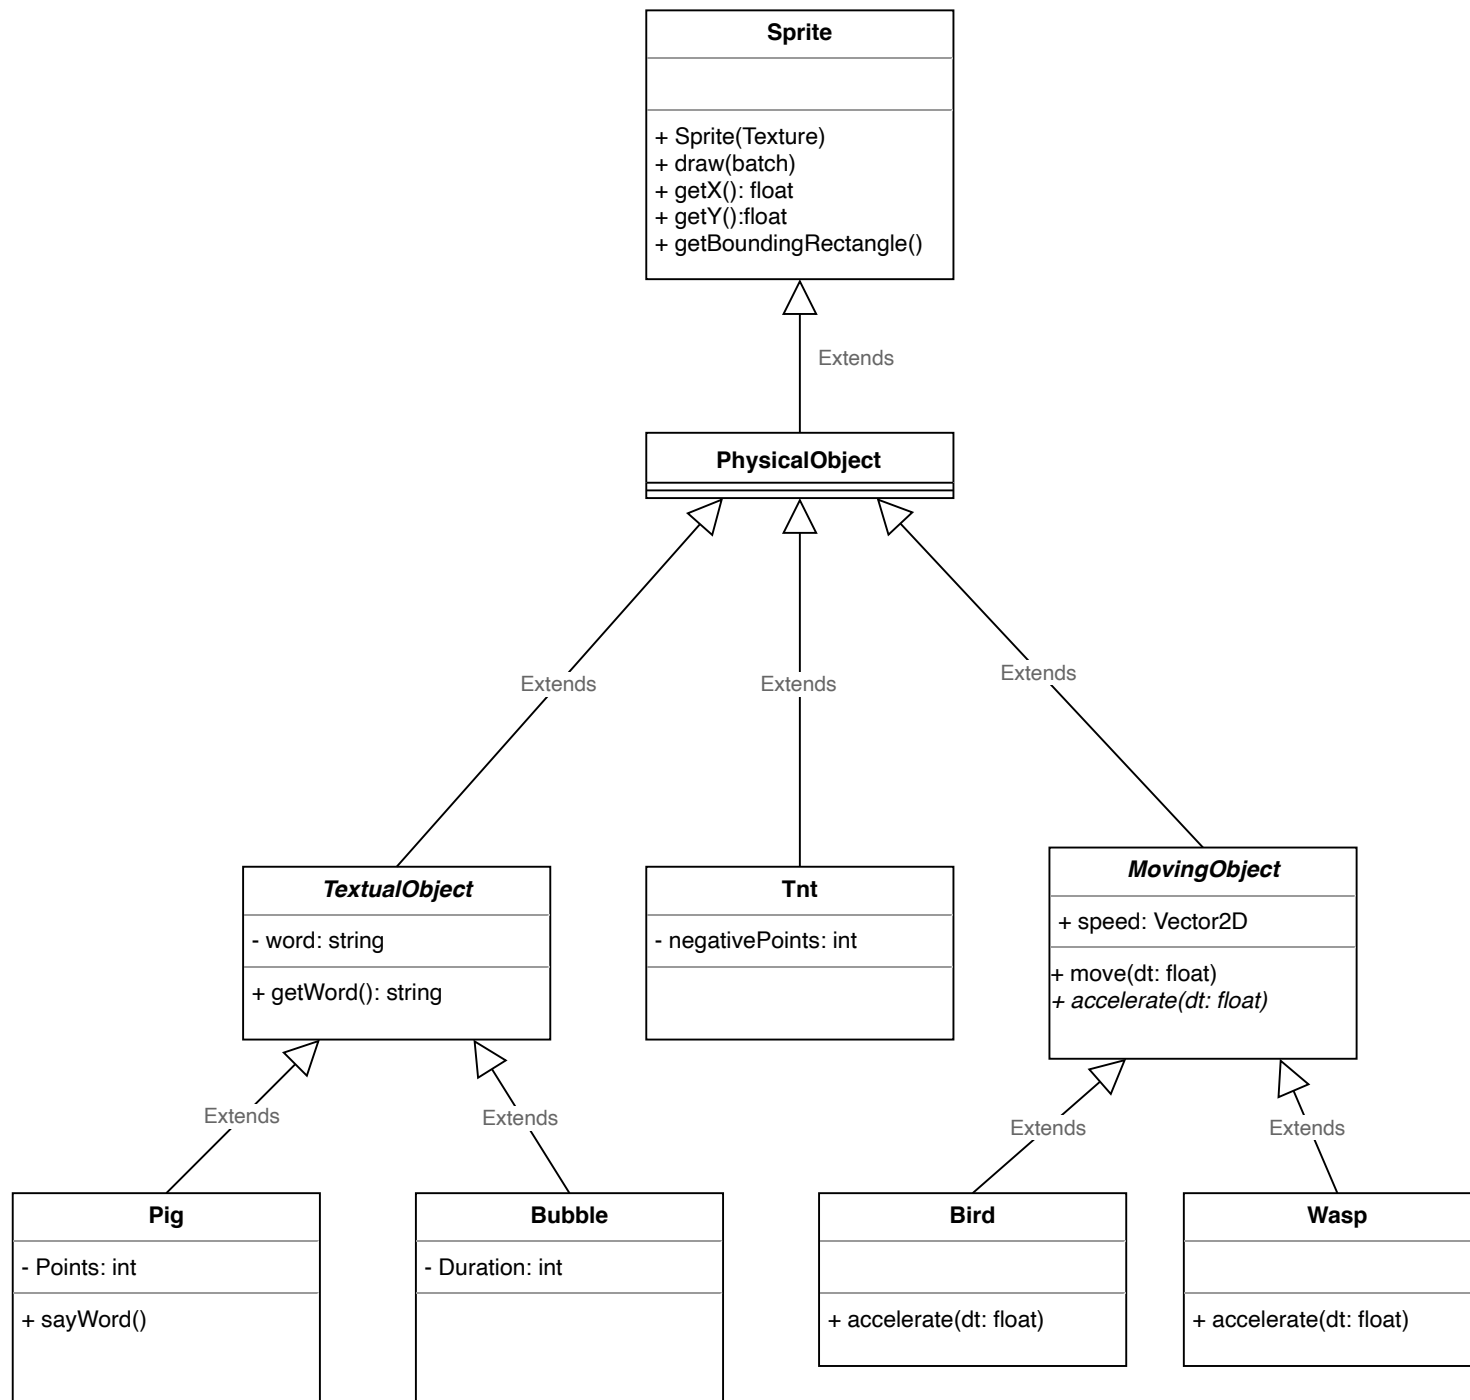 Sprite
+ Sprite(Texture)
+ draw(batch)
+ getX(): float
+ getY():float
+ getBoundingRectangle()
Extends
PhysicalObject
Extends
Extends
Extends
TextualObject
- word: string
+ getWord(): string
Tnt
- negativePoints: int
MovingObject
+ speed: Vector2D
+ move(dt: float)
+ accelerate(dt: float)
Extends
Extends
Extends
Extends
Pig
- Points: int
+ sayWord()
Bubble
- Duration: int
Bird
+ accelerate(dt: float)
Wasp
+ accelerate(dt: float)